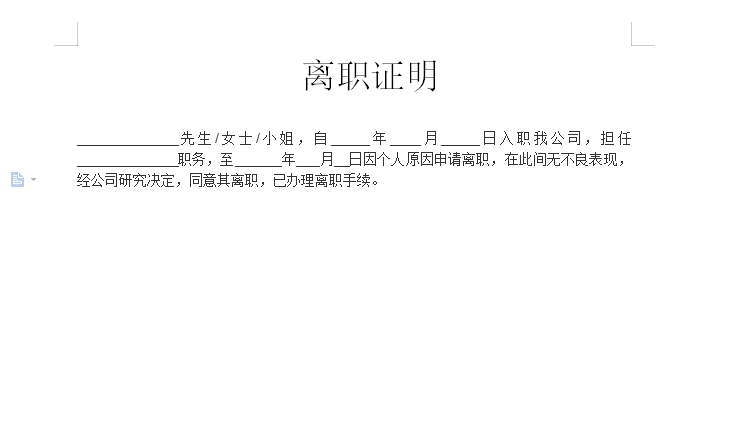 离职证明
______________先生/女士/小姐，自_____年____月_____日入职我公司，担任
______________职务，至______年___月__日因个人原因申请离职，在此间无不良表现，
经公司研究决定，同意其离职，已办理离职手续。